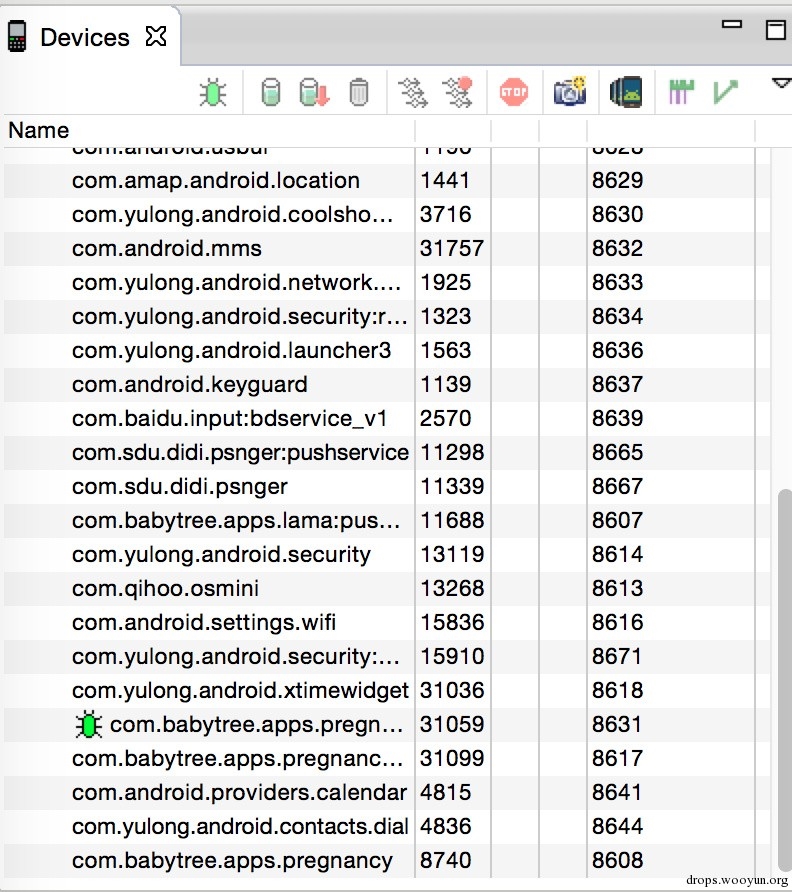 Devices
STOP
Name
com.android.usbui 1196 8628
com.amap.android.location 1441 8629
com.yulong.android.coolsho... 3716 8630
com.android.mms 31757 8632
com.yulong.android.network.... 1925 8633
com.yulong.android.security:r... 1323 8634
com.yulong.android.launcher3 1563 8636
com.android.keyguard 1139 8637
com.baidu.input:bdservice_v1 2570 8639
com.sdu.didi.psnger:pushservice 11298 8665
com.sdu.didi.psnger 11339 8667
com.babytree.apps.lama:pus... 11688 8607
com.yulong.android.security 13119 8614
com.qihoo.osmini 13268 8613
com.android.settings.wifi 15836 8616
com.yulong.android.security:... 15910 8671
com.yulong.android.xtimewidget 31036 8618
com.babytree.apps.pregn... 31059 8631
com.babytree.apps.pregnanc... 31099 8617
com.android.providers.calendar 4815 8641
com.yulong.android.contacts.dial 4836 8644
com.babytree.apps.pregnancy 8740 8608
drops.wooyun.org